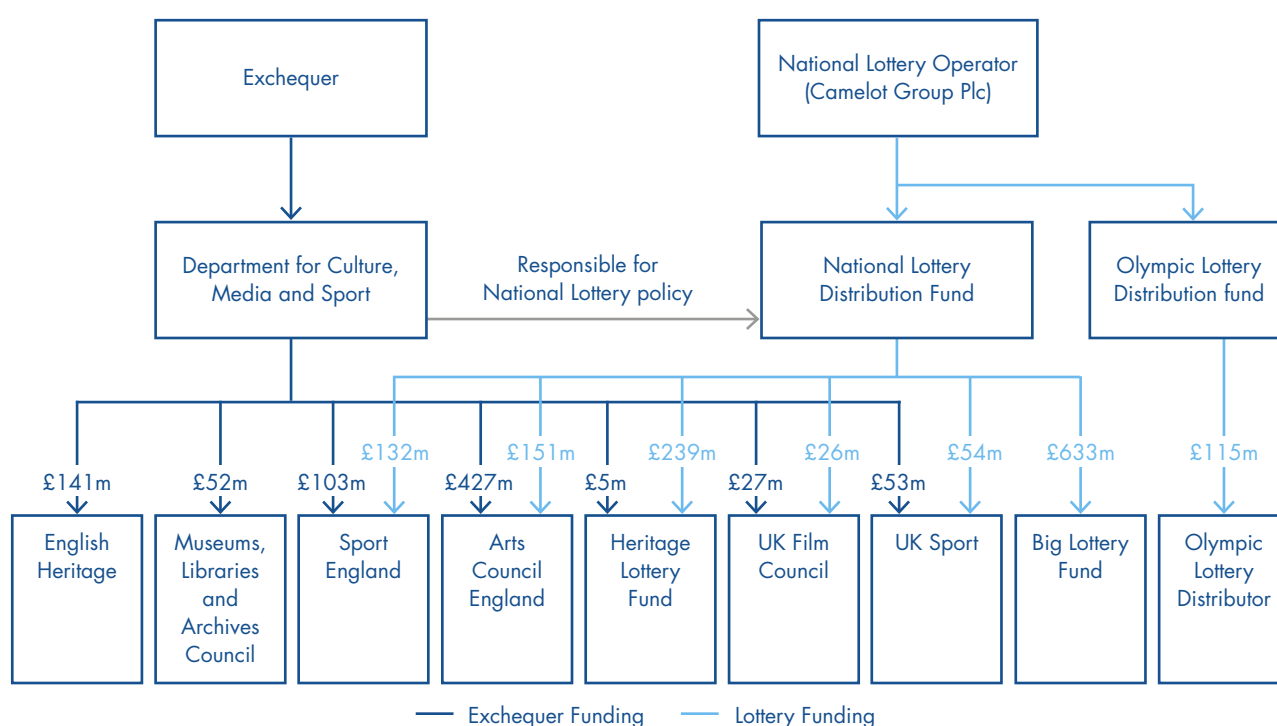 Exchequer
National Lottery Operator
(Camelot Group Plc)
Department for Culture,
Media and Sport
Responsible for
National Lottery policy
National Lottery
Distribution Fund
Olympic Lottery
Distribution fund
£132m
£151m
£239m
£26m
£54m
£633m
£115m
£141m
£52m
£103m
£427m
£5m
£27m
£53m
English
Heritage
Museums,
Libraries
and
Archives
Council
Sport
England
Arts
Council
England
Heritage
Lottery
Fund
UK Film
Council
UK Sport
Big Lottery
Fund
Olympic
Lottery
Distributor
Exchequer Funding
Lottery Funding